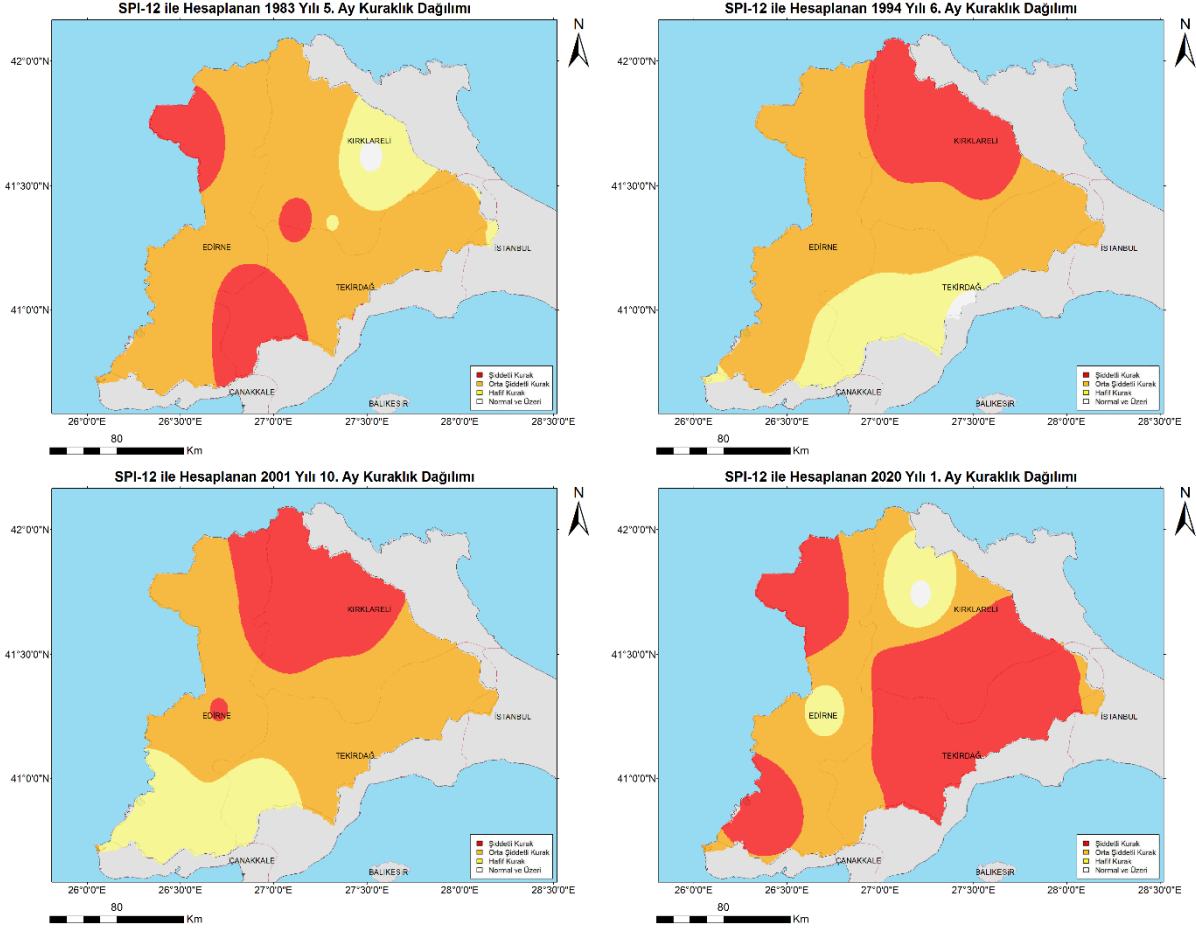 SPI-12 ile Hesaplanan 1983 Yılı 5. Ay Kuraklık Dağılımı
N
42°0'0"N
KIRKLARELİ
41°30'0"N
EDİRNE
İSTANBUL
TEKİRDAĞ
41°0'0"N
Şiddetli Kurak
Orta Şiddetli Kurak
Hafif Kurak
Normal ve Üzeri
ÇANAKKALE
BALIKESİR
26°0'0"E 26°30'0"E 27°0'0"E 27°30'0"E 28°0'0"E 28°30'0"E
80
Km
SPI-12 ile Hesaplanan 1994 Yılı 6. Ay Kuraklık Dağılımı
N
42°0'0"N
KIRKLARELİ
41°30'0"N
EDİRNE
İSTANBUL
TEKİRDAĞ
41°0'0"N
Şiddetli Kurak
Orta Şiddetli Kurak
Hafif Kurak
Normal ve Üzeri
ÇANAKKALE
BALIKESİR
26°0'0"E 26°30'0"E 27°0'0"E 27°30'0"E 28°0'0"E 28°30'0"E
80
Km
SPI-12 ile Hesaplanan 2001 Yılı 10. Ay Kuraklık Dağılımı
N
42°0'0"N
KIRKLARELİ
41°30'0"N
EDİRNE
İSTANBUL
TEKİRDAĞ
41°0'0"N
Şiddetli Kurak
Orta Şiddetli Kurak
Hafif Kurak
Normal ve Üzeri
ÇANAKKALE
BALIKESİR
26°0'0"E 26°30'0"E 27°0'0"E 27°30'0"E 28°0'0"E 28°30'0"E
80
Km
SPI-12 ile Hesaplanan 2020 Yılı 1. Ay Kuraklık Dağılımı
N
42°0'0"N
KIRKLARELİ
41°30'0"N
EDİRNE
İSTANBUL
TEKİRDAĞ
41°0'0"N
Şiddetli Kurak
Orta Şiddetli Kurak
Hafif Kurak
Normal ve Üzeri
ÇANAKKALE
BALIKESİR
26°0'0"E 26°30'0"E 27°0'0"E 27°30'0"E 28°0'0"E 28°30'0"E
80
Km